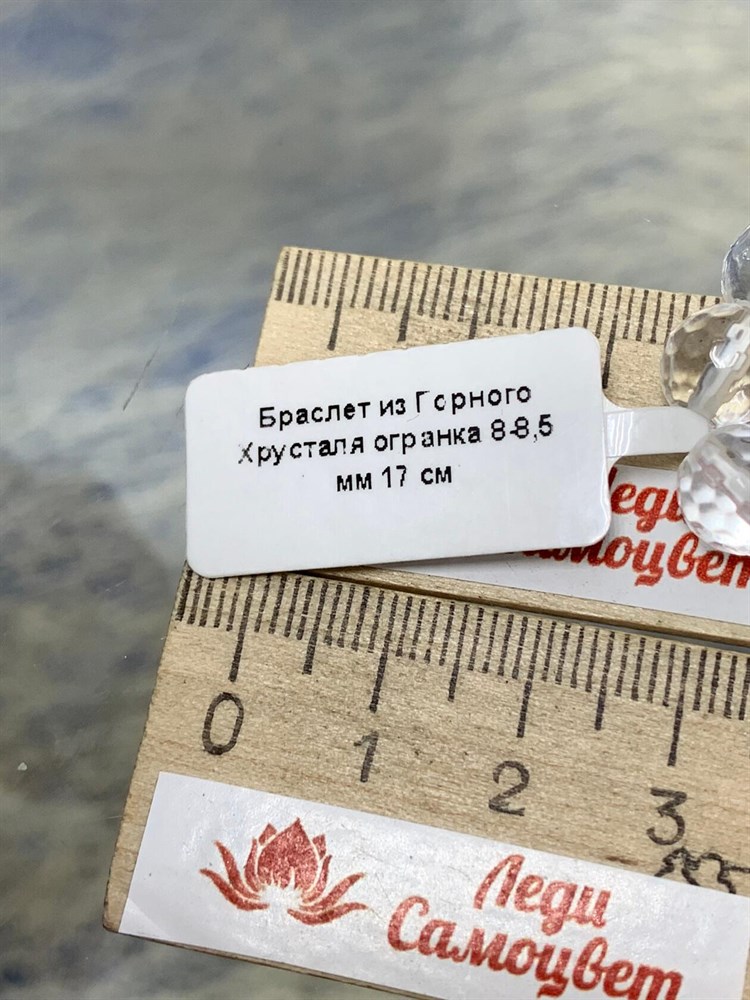 Браслет из Горного
Хрусталя огранка 8-8,5
мм 17 см
Леди
Самоцвет
0 1 2 3
Леди
Самоцвет